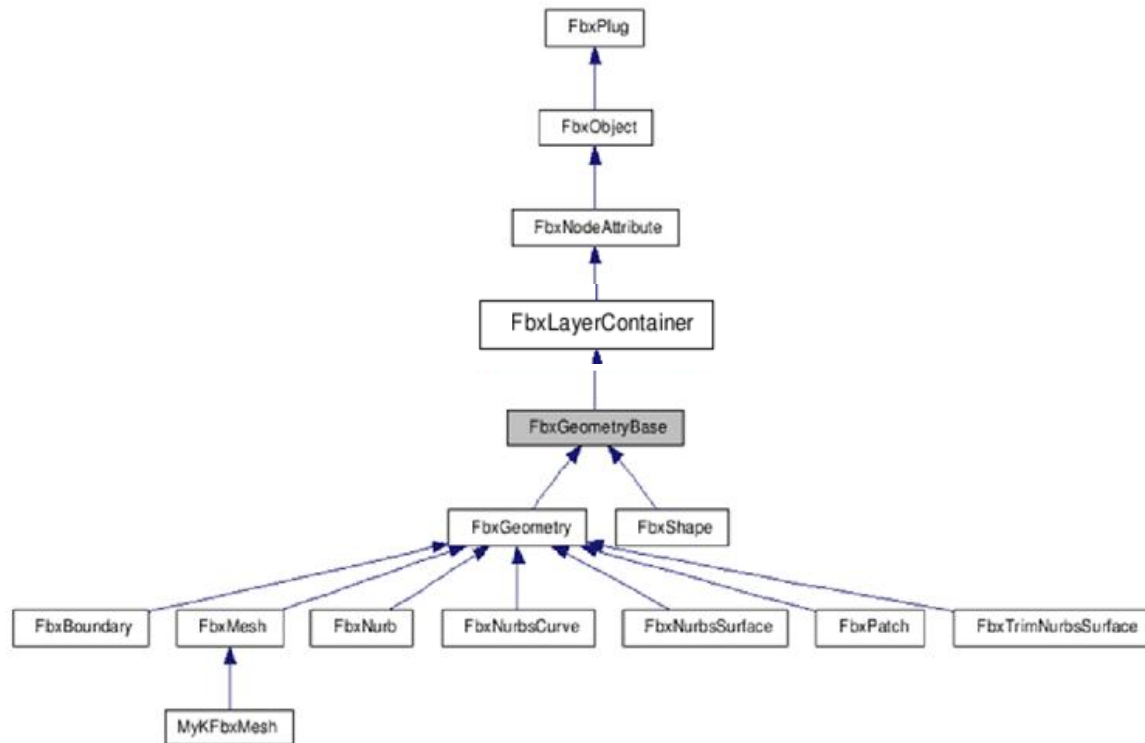 FbxPlug
FbxObject
FbxNodeAttribute
FbxLayerContainer
FbxGeometryBase
FbxGeometry
FbxShape
FbxBoundary
FbxMesh
FbxNurb
FbxNurbsCurve
FbxNurbsSurface
FbxPatch
FbxTrimNurbsSurface
MyKFbxMesh